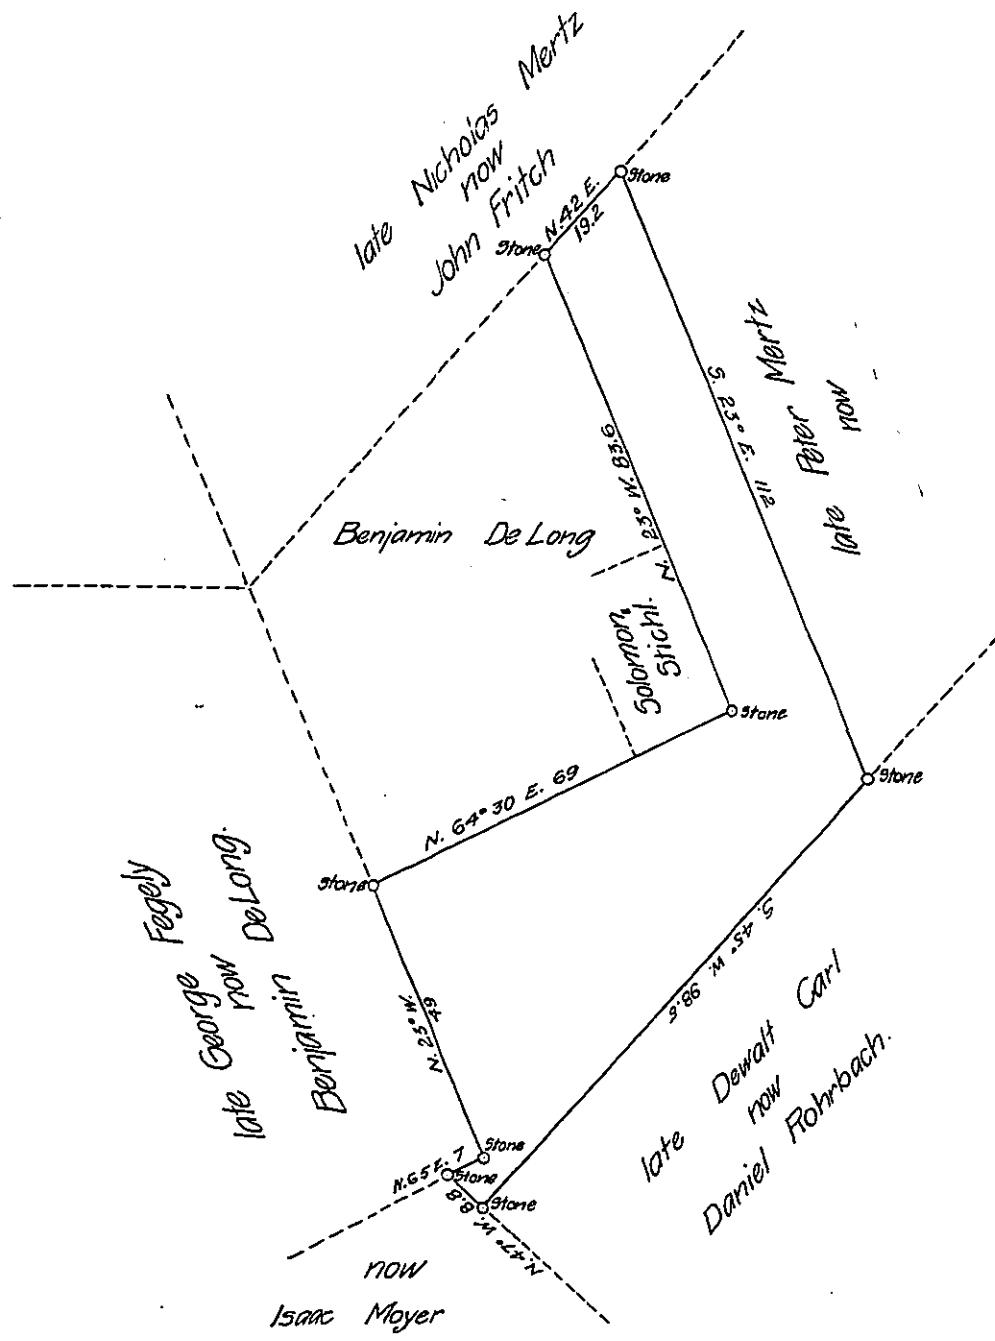 late Nicholas Mertz
now
John Fritch
Stone
N. 42 E.
19.2
Stone
late Peter Mertz
now
S. 23° E. 112
N. 23° W. 83.6
Benjamin De Long
Solomon
Stichl.
Stone
Stone
N. 64° 30 E. 69
Stone
late George Fegely
now
Benjamin DeLong.
N. 23° W.
49
S. 45° W. 98.5
late Dewalt Carl
now
Daniel Rohrbach.
N. 65 E. 7
Stone
Stone
Stone
N. 47° W. 8.8
now
Isaac Moyer